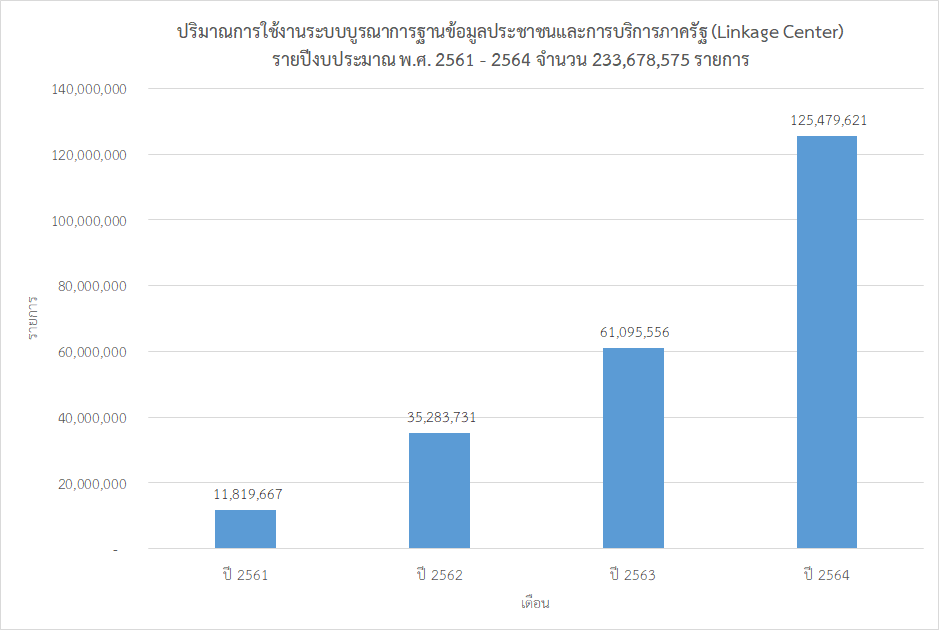 ปริมาณการใช้งานระบบบูรณาการฐานข้อมูลประชาชนและการบริการภาครัฐ (Linkage Center)
รายปีงบประมาณ พ.ศ. 2561 - 2564 จำนวน 233,678,575 รายการ
140,000,000
120,000,000
100,000,000
80,000,000
60,000,000
40,000,000
20,000,000
-
รายการ
11,819,667
35,283,731
61,095,556
125,479,621
ปี 2561
ปี 2562
ปี 2563
ปี 2564
เดือน